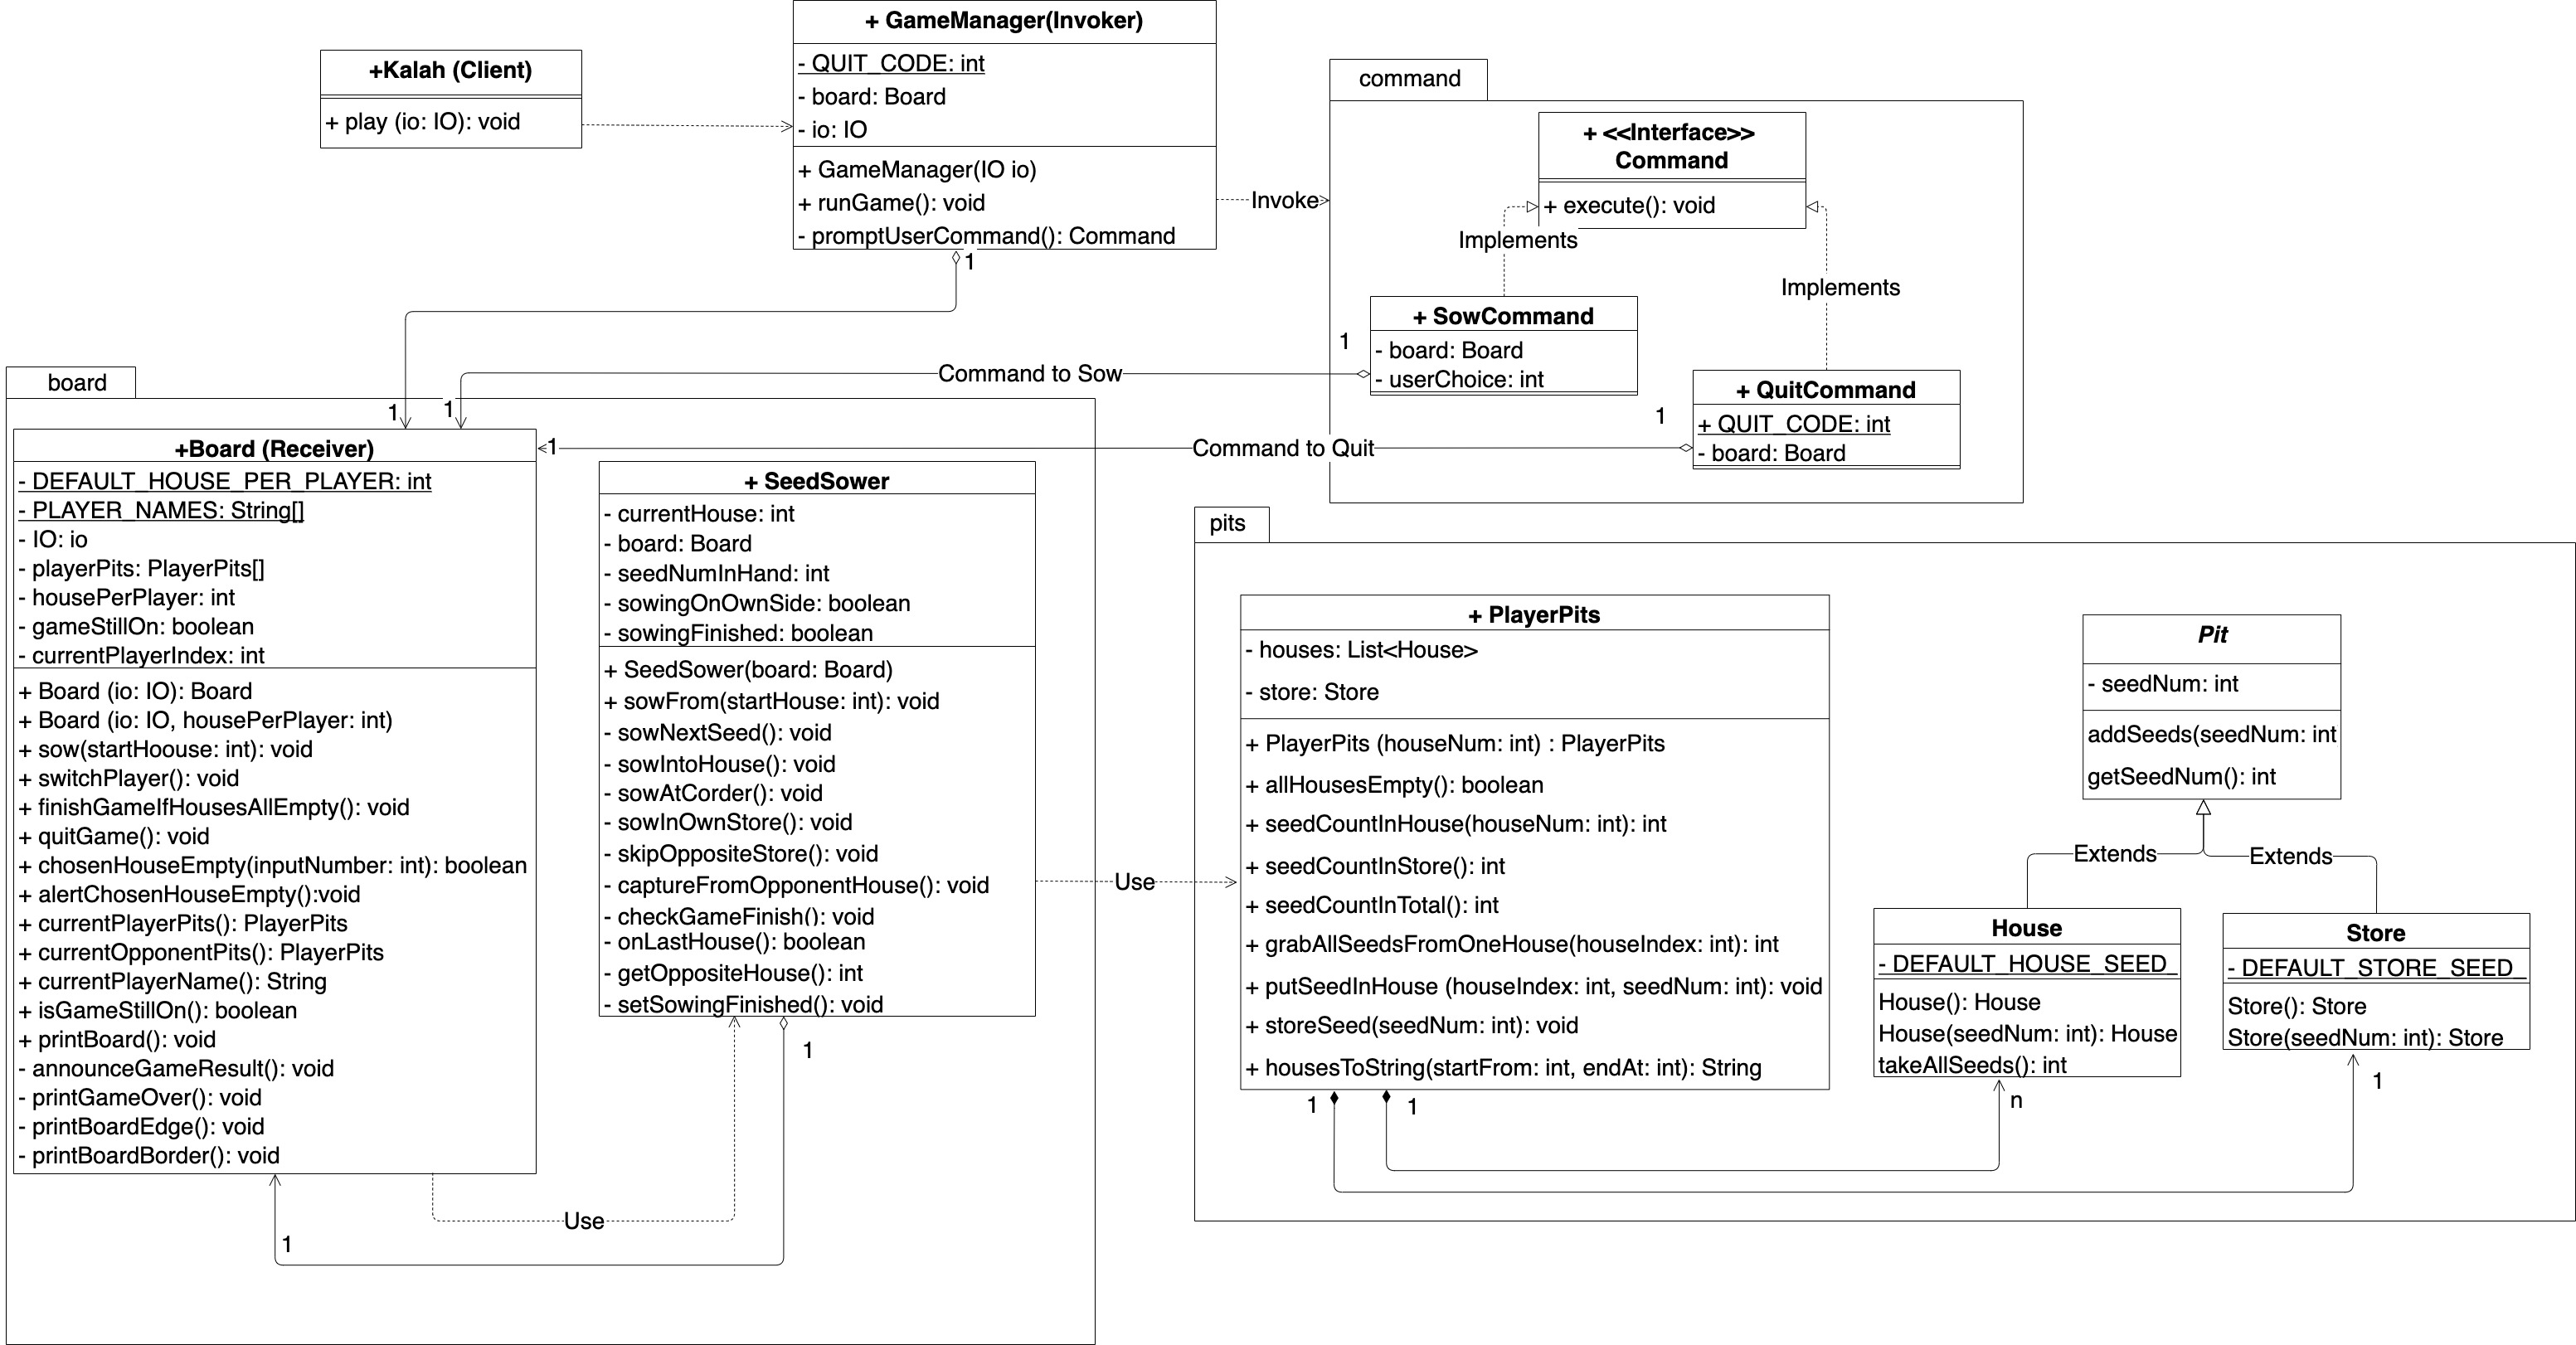 +Kalah (Client)
+ play (io: IO): void
+ GameManager(Invoker)
- QUIT_CODE: int
- board: Board
- io: IO
+ GameManager(IO io)
+ runGame(): void
- promptUserCommand(): Command
1
Invoke
command
+ <<Interface>>
Command
+ execute(): void
Implements
Implements
+ SowCommand
- board: Board
- userChoice: int
1
Command to Sow
1
+ QuitCommand
+ QUIT_CODE: int
- board: Board
1
Command to Quit
1
board
1
+Board (Receiver)
- DEFAULT_HOUSE_PER_PLAYER: int
- PLAYER_NAMES: String[]
- IO: io
- playerPits: PlayerPits[]
- housePerPlayer: int
- gameStillOn: boolean
- currentPlayerIndex: int
+ Board (io: IO): Board
+ Board (io: IO, housePerPlayer: int)
+ sow(startHoouse: int): void
+ switchPlayer(): void
+ finishGameIfHousesAllEmpty(): void
+ quitGame(): void
+ chosenHouseEmpty(inputNumber: int): boolean
+ alertChosenHouseEmpty():void
+ currentPlayerPits(): PlayerPits
+ currentOpponentPits(): PlayerPits
+ currentPlayerName(): String
+ isGameStillOn(): boolean
+ printBoard(): void
- announceGameResult(): void
- printGameOver(): void
- printBoardEdge(): void
- printBoardBorder(): void
+ SeedSower
- currentHouse: int
- board: Board
- seedNumInHand: int
- sowingOnOwnSide: boolean
- sowingFinished: boolean
+ SeedSower(board: Board)
+ sowFrom(startHouse: int): void
- sowNextSeed(): void
- sowIntoHouse(): void
- sowAtCorder(): void
- sowInOwnStore(): void
- skipOppositeStore(): void
- captureFromOpponentHouse(): void
- checkGameFinish(): void
- onLastHouse(): boolean
- getOppositeHouse(): int
- setSowingFinished(): void
1
Use
1
Use
pits
+ PlayerPits
- houses: List<House>
- store: Store
+ PlayerPits (houseNum: int) : PlayerPits
+ allHousesEmpty(): boolean
+ seedCountInHouse(houseNum: int): int
+ seedCountInStore(): int
+ seedCountInTotal(): int
+ grabAllSeedsFromOneHouse(houseIndex: int): int
+ putSeedInHouse (houseIndex: int, seedNum: int): void
+ storeSeed(seedNum: int): void
+ housesToString(startFrom: int, endAt: int): String
1
1
Pit
- seedNum: int
addSeeds(seedNum: int
getSeedNum(): int
Extends
Extends
House
- DEFAULT_HOUSE_SEED_
House(): House
House(seedNum: int): House
takeAllSeeds(): int
n
Store
- DEFAULT_STORE_SEED_
Store(): Store
Store(seedNum: int): Store
1